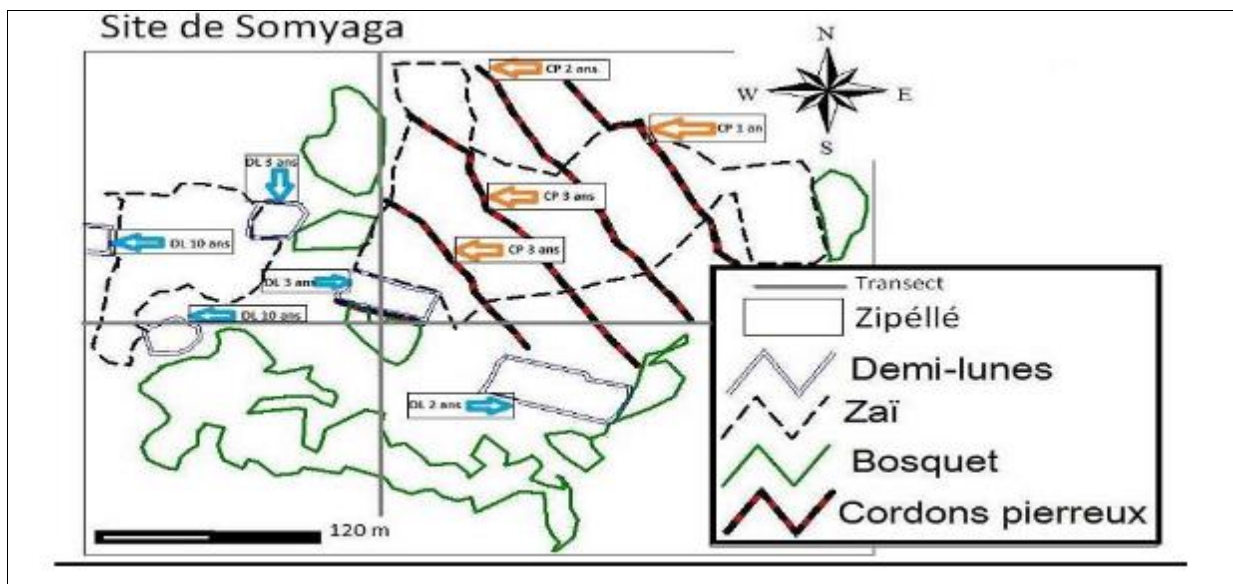 Site de Somyaga
N
W
E
S
CP 2 ans
CP 1 an
DL 3 ans
CP 3 ans
DL 10 ans
CP 3 ans
DL 3 ans
DL 10 ans
DL 2 ans
120 m
Transect
Zipéllé
Demi-lunes
Zaï
Bosquet
Cordons pierreux